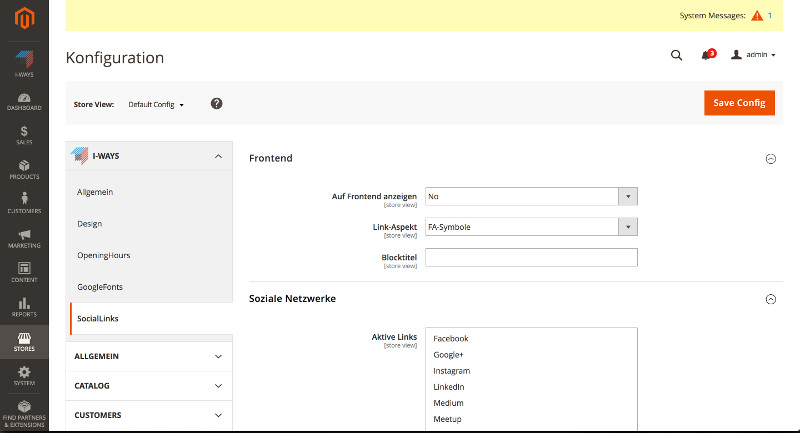 System Messages: 1
Konfiguration
3
admin
Store View: Default Config
?
Save Config
I-WAYS
DASHBOARD
$
SALES
PRODUCTS
CUSTOMERS
MARKETING
CONTENT
REPORTS
STORES
SYSTEM
FIND PARTNERS
& EXTENSIONS
I-WAYS
Allgemein
Design
OpeningHours
GoogleFonts
SocialLinks
ALLGEMEIN
CATALOG
CUSTOMERS
Frontend
Auf Frontend anzeigen No
[store view]
Link-Aspekt FA-Symbole
[store view]
Blocktitel
[store view]
Soziale Netzwerke
Aktive Links
[store view]
Facebook
Google+
Instagram
LinkedIn
Medium
Meetup